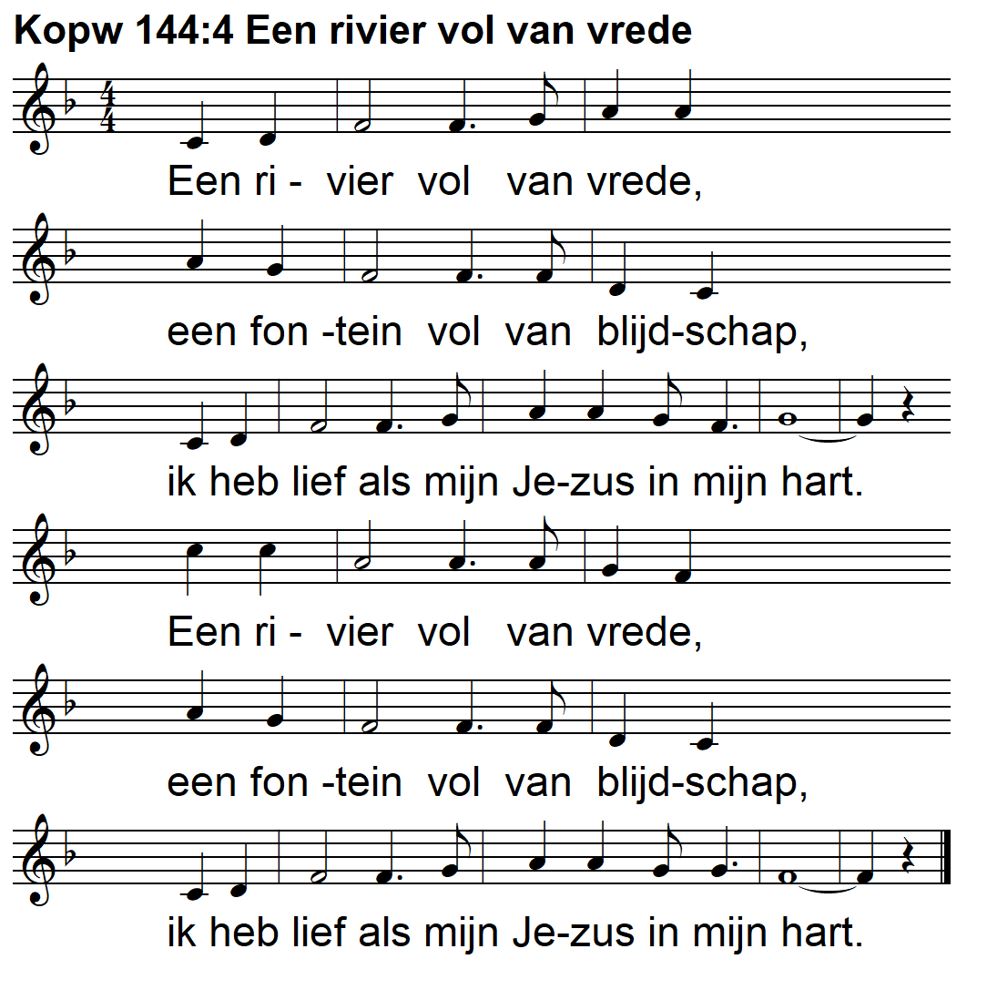 Kopw 144:4 Een rivier vol van vrede
4
4
Een ri - vier vol van vrede,
een fon -tein vol van blijd-schap,
ik heb lief als mijn Je-zus in mijn hart.
Een ri - vier vol van vrede,
een fon -tein vol van blijd-schap,
ik heb lief als mijn Je-zus in mijn hart.